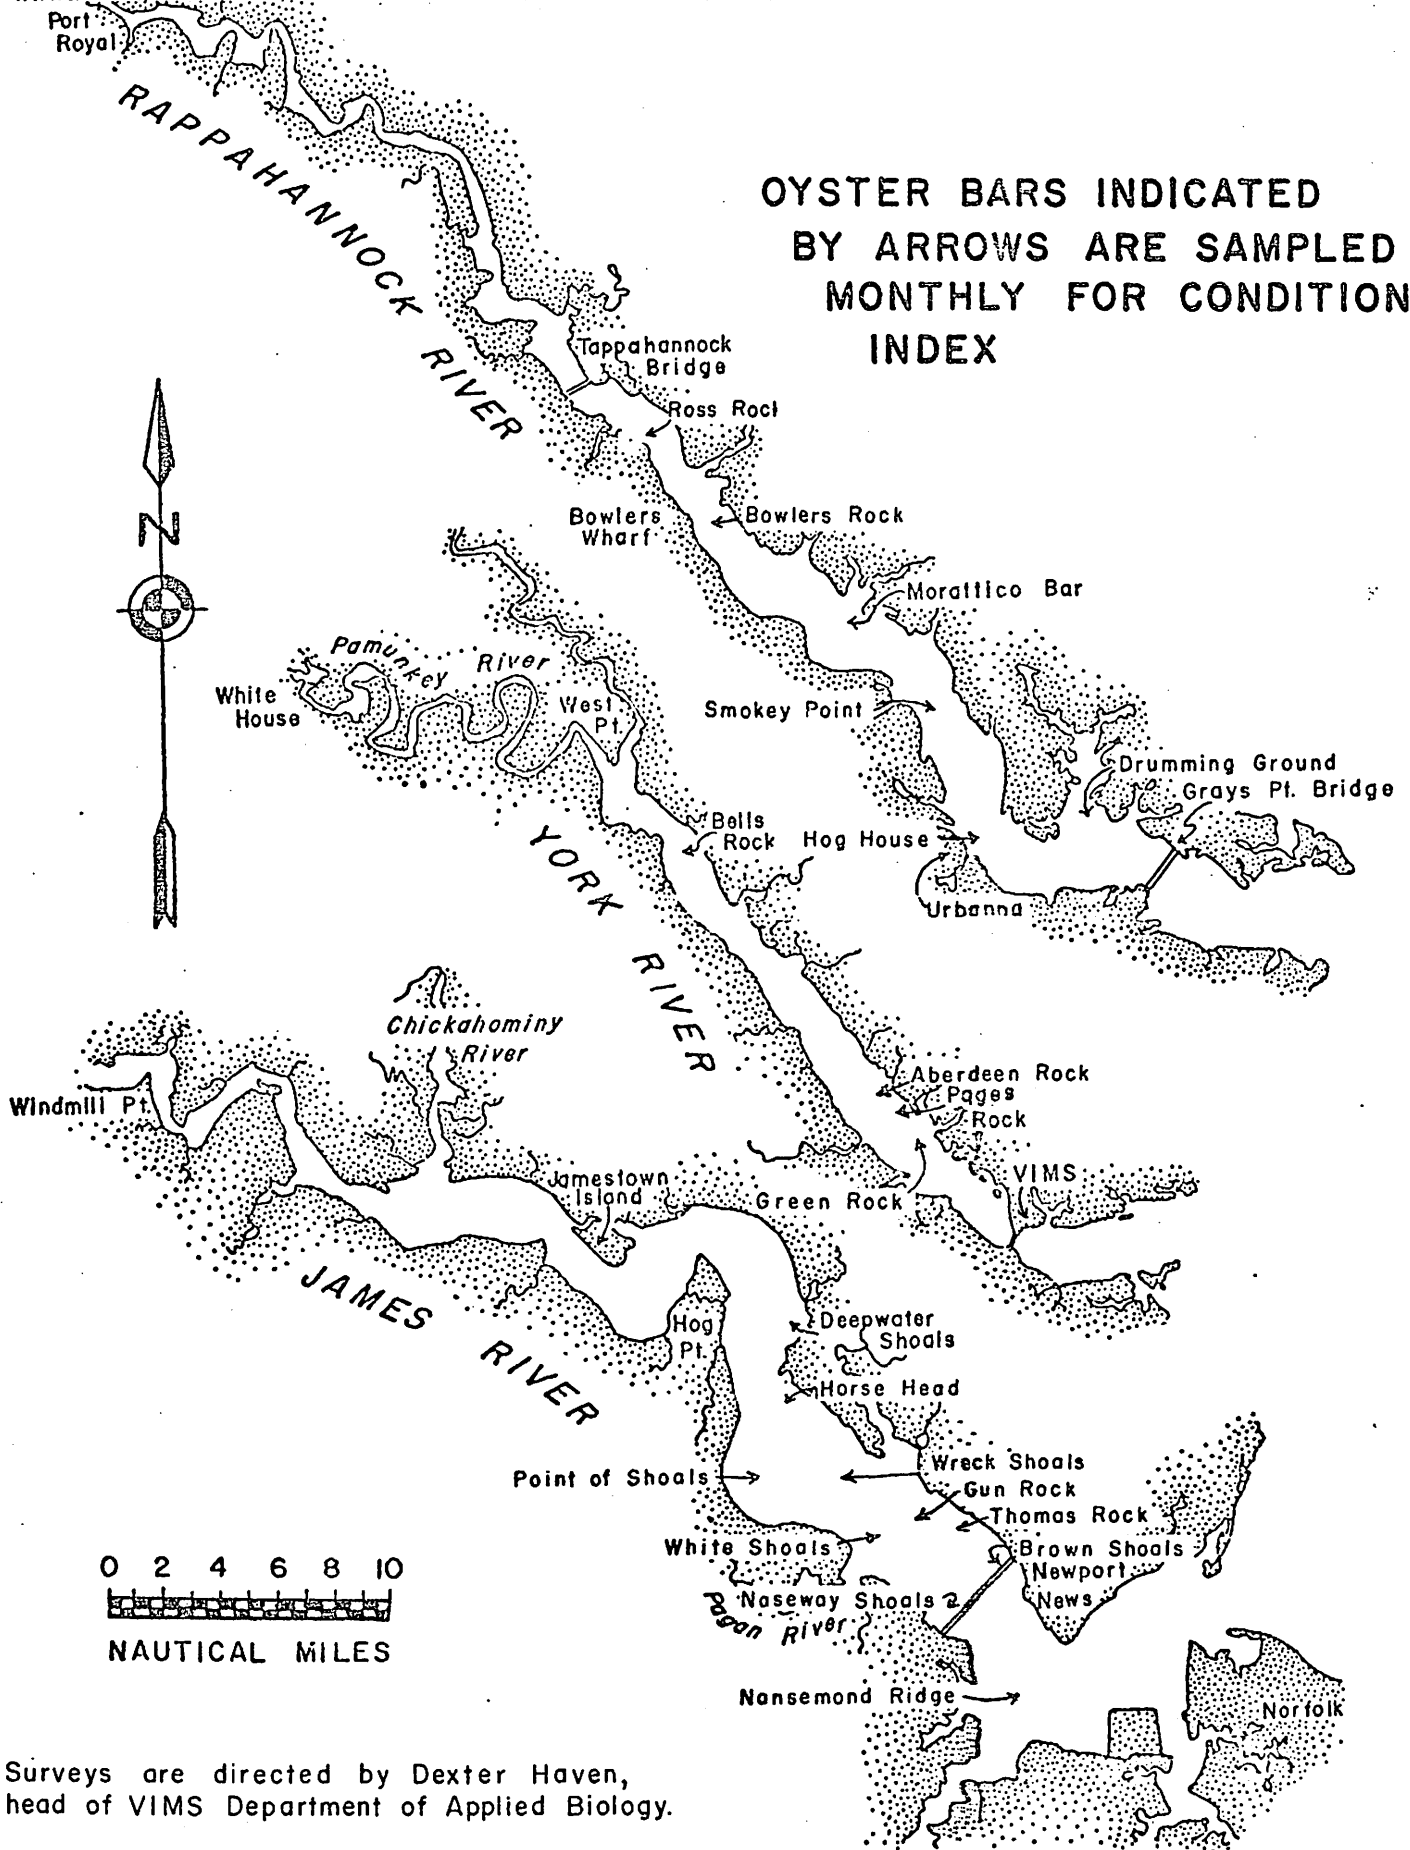 Port
Royal
RAPPAHANNOCK RIVER
OYSTER BARS INDICATED
BY ARROWS ARE SAMPLED
MONTHLY FOR CONDITION
INDEX
Tappahannock
Bridge
Ross Rock
N
Bowlers
Wharf
Bowlers Rock
Morattico Bar
Pamunkey River
White
House
West
Pt.
Smokey Point
Drumming Ground
Grays Pt. Bridge
Bells
Rock
Hog House
Urbanna
YORK RIVER
Chickahominy
River
Windmill Pt.
Aberdeen Rock
Pages
Rock
VIMS
Jamestown
Island
Green Rock
JAMES RIVER
Hog
Pt.
Deepwater
Shoals
Horse Head
Point of Shoals
Wreck Shoals
Gun Rock
Thomas Rock
White Shoals
Brown Shoals
Newport
News
Naseway Shoals
Pagan River
Nansemond Ridge
Norfolk
0 2 4 6 8 10
NAUTICAL MILES
Surveys are directed by Dexter Haven,
head of VIMS Department of Applied Biology.